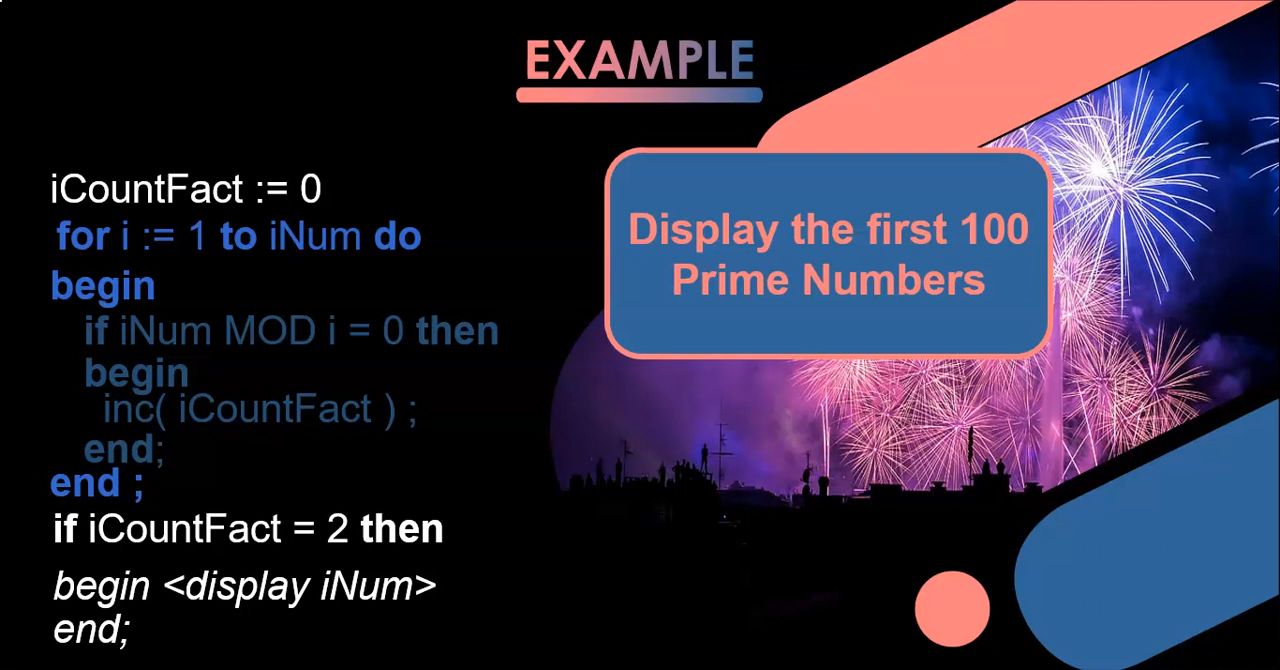 EXAMPLE
iCountFact := 0
for i := 1 to iNum do
begin
if iNum MOD i = 0 then
begin
inc( iCountFact ) ;
end;
end ;
if iCountFact = 2 then
begin <display iNum>
end;
Display the first 100
Prime Numbers